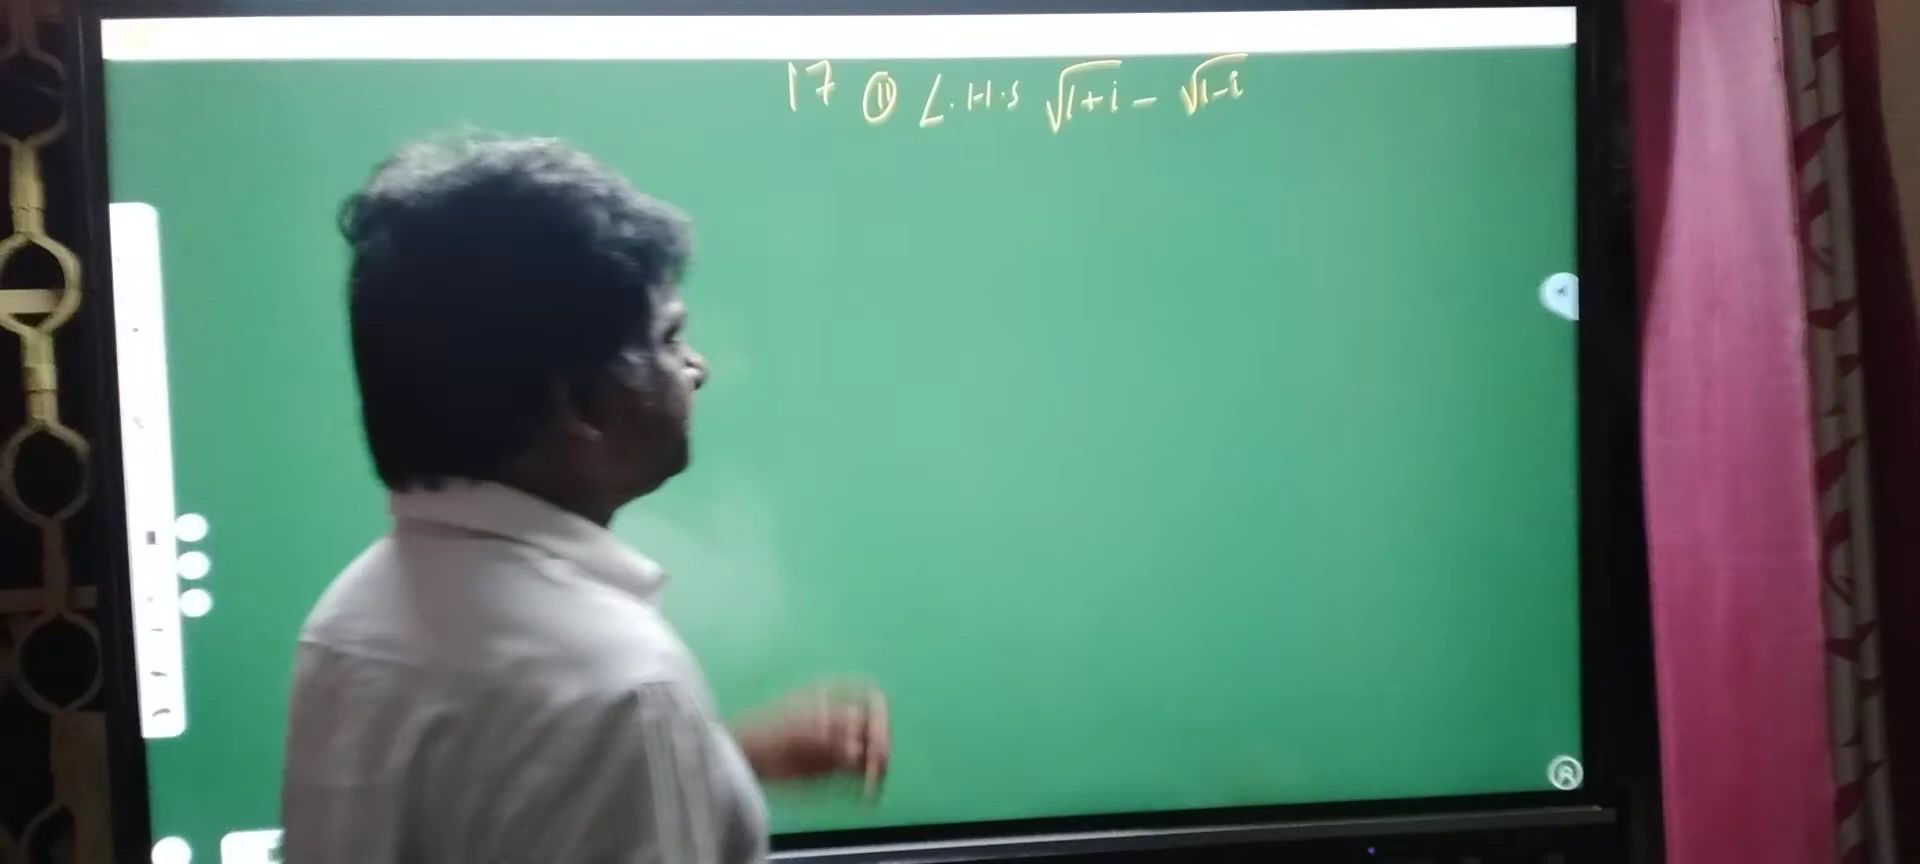 17 (ii) L.H.S √1+i - √1-i